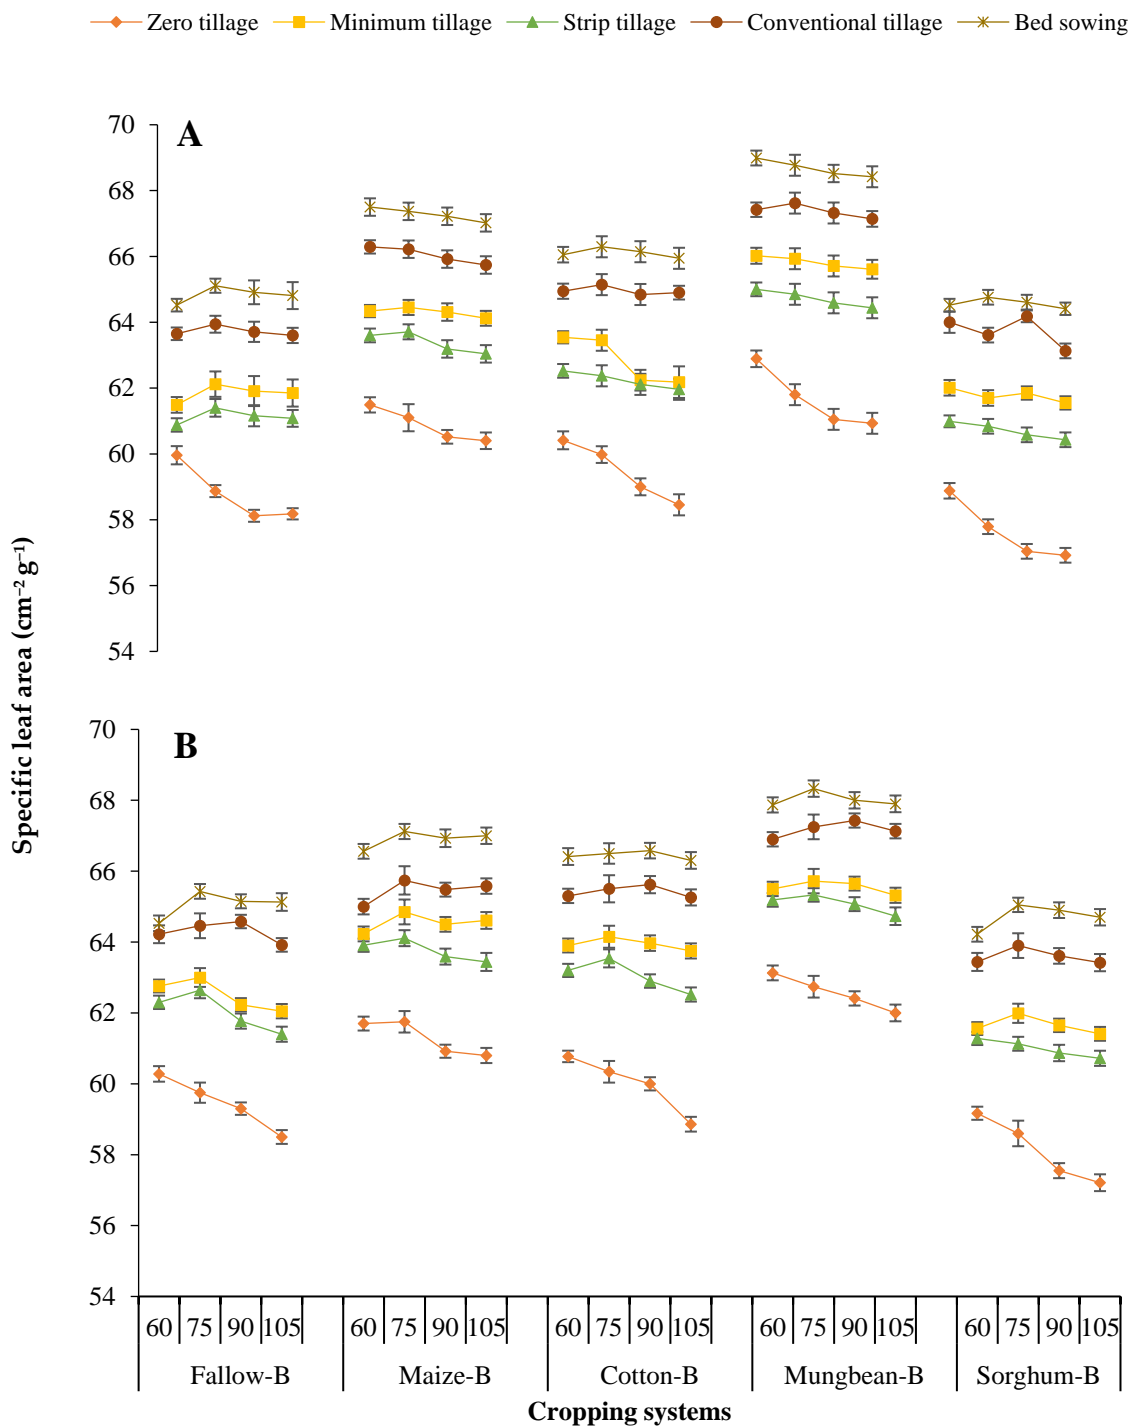 Zero tillage Minimum tillage Strip tillage Conventional tillage Bed sowing
A
70
68
66
64
62
60
58
56
54
Specific leaf area (cm⁻² g⁻¹)
B
70
68
66
64
62
60
58
56
54
60 75 90 105 60 75 90 105 60 75 90 105 60 75 90 105 60 75 90 105
Fallow-B Maize-B Cotton-B Mungbean-B Sorghum-B
Cropping systems